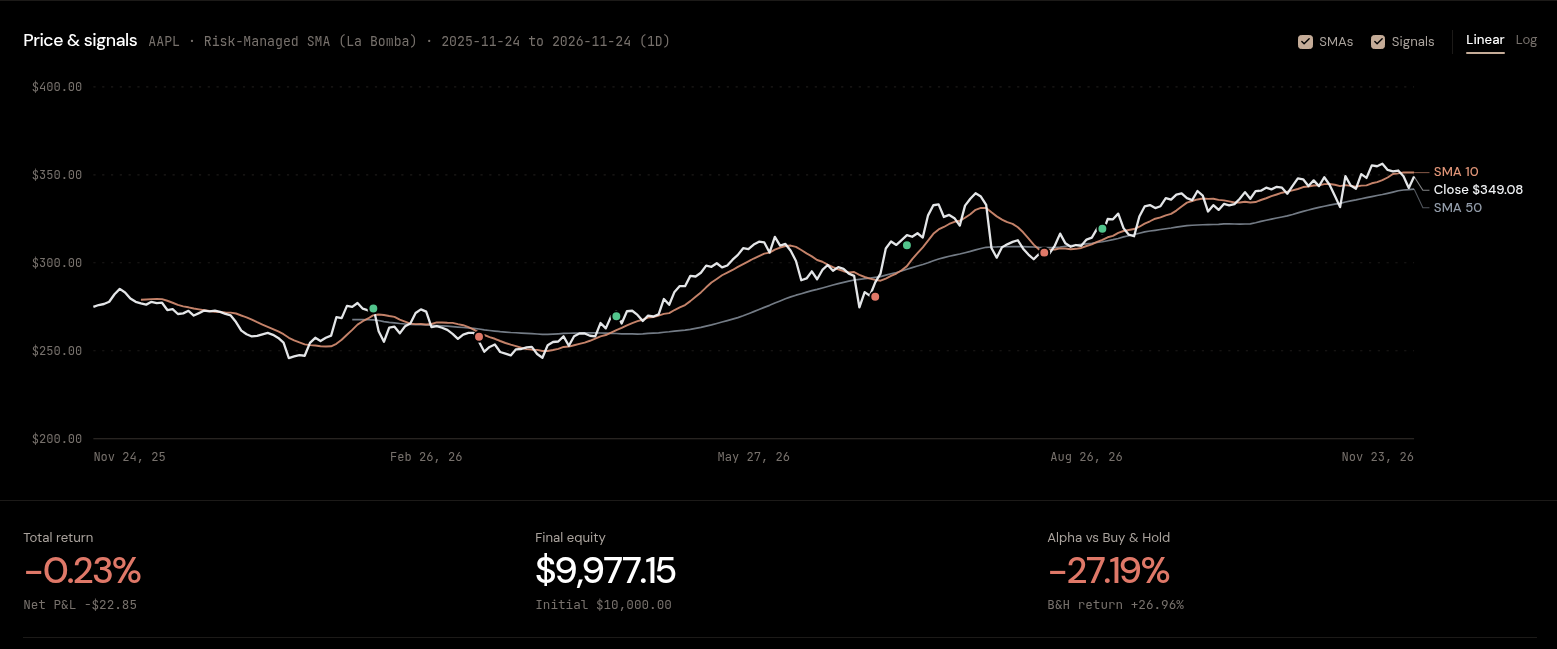 Price & signals AAPL · Risk-Managed SMA (La Bomba) · 2025-11-24 to 2026-11-24 (1D)
SMAs Signals Linear Log
$400.00
$350.00
$300.00
$250.00
$200.00
SMA 10
Close $349.08
SMA 50
Nov 24, 25 Feb 26, 26 May 27, 26 Aug 26, 26 Nov 23, 26
Total return
−0.23%
Net P&L -$22.85
Final equity
$9,977.15
Initial $10,000.00
Alpha vs Buy & Hold
−27.19%
B&H return +26.96%